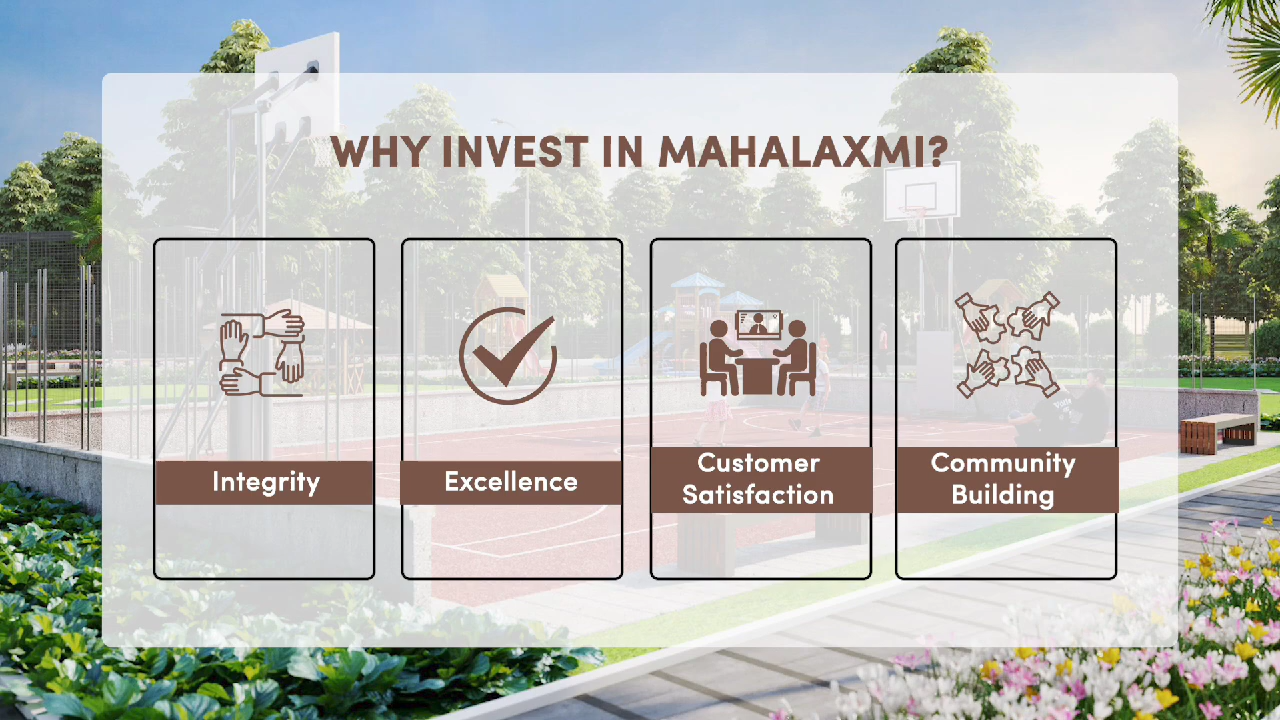 WHY INVEST IN MAHALAXMI?
Integrity
Excellence
Customer
Satisfaction
Community
Building